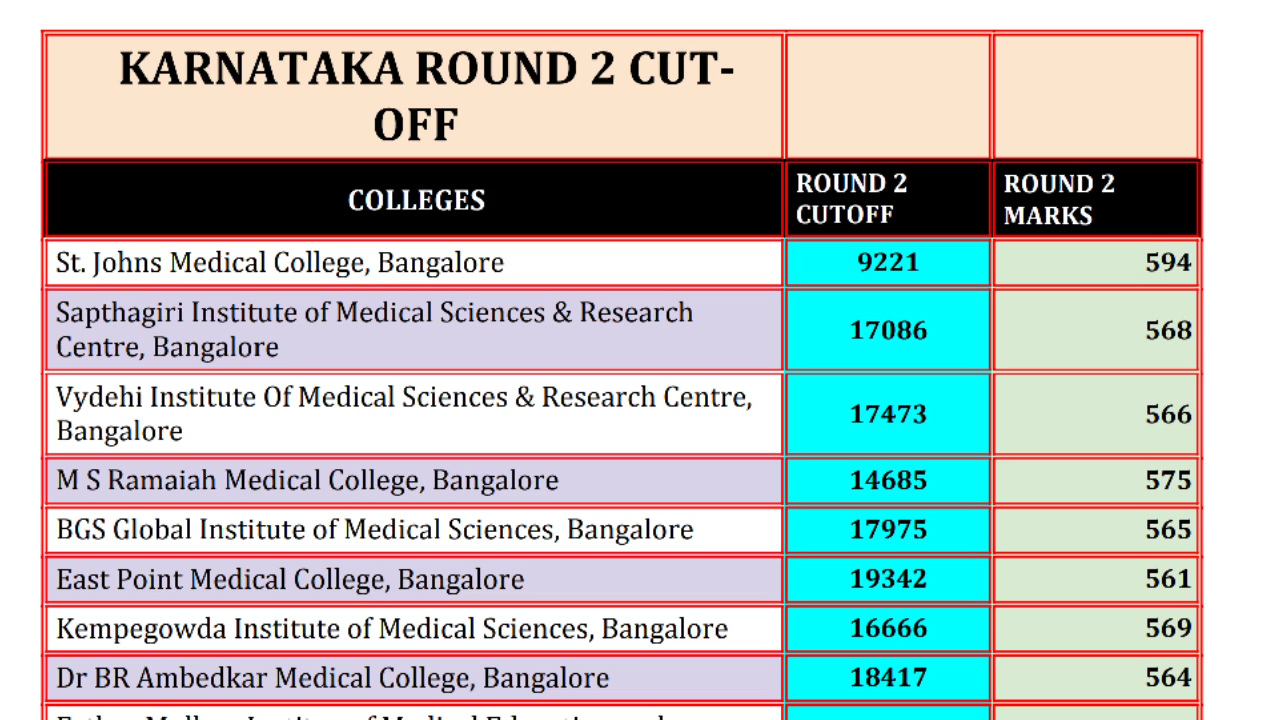 KARNATAKA ROUND 2 CUT-
OFF
COLLEGES
ROUND 2
CUTOFF
ROUND 2
MARKS
St. Johns Medical College, Bangalore
9221
594
Sapthagiri Institute of Medical Sciences & Research
Centre, Bangalore
17086
568
Vydehi Institute Of Medical Sciences & Research Centre,
Bangalore
17473
566
M S Ramaiah Medical College, Bangalore
14685
575
BGS Global Institute of Medical Sciences, Bangalore
17975
565
East Point Medical College, Bangalore
19342
561
Kempegowda Institute of Medical Sciences, Bangalore
16666
569
Dr BR Ambedkar Medical College, Bangalore
18417
564